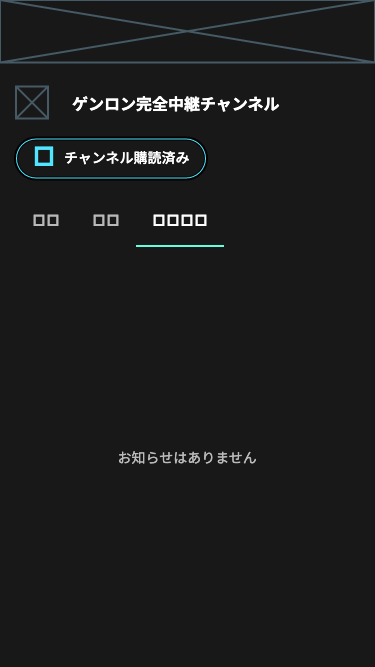 ゲンロン完全中継チャンネル
チャンネル購読済み
お知らせはありません